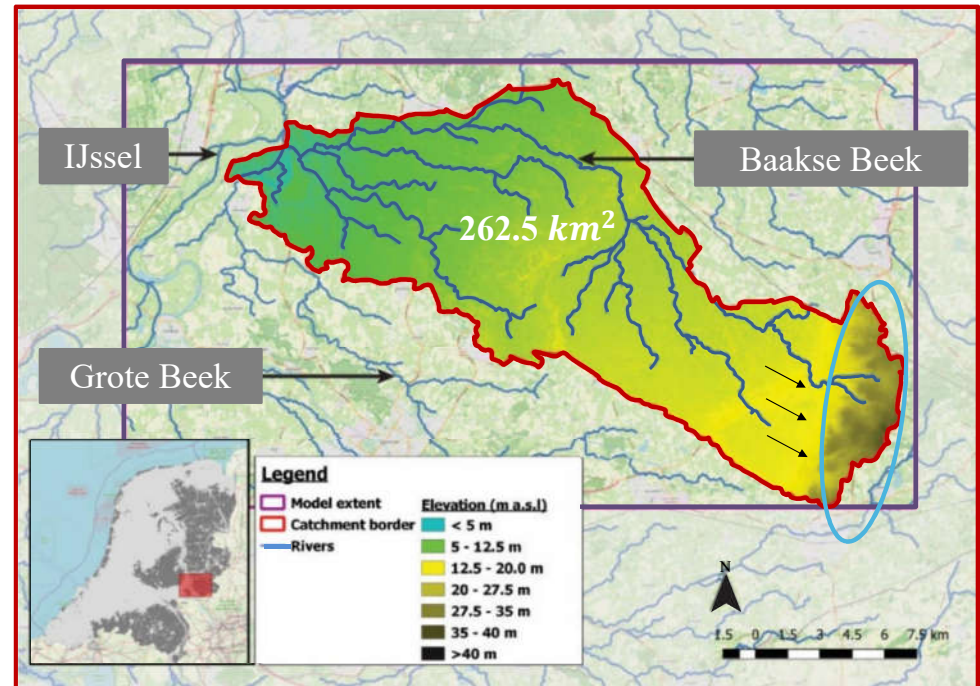 IJssel
Baakse Beek
262.5 km²
Grote Beek
Legend
Model extent
Catchment border
Rivers
Elevation (m a.s.l)
< 5 m
5 - 12.5 m
12.5 - 20.0 m
20 - 27.5 m
27.5 - 35 m
35 - 40 m
>40 m
N
1.5 0 1.5 3 4.5 6 7.5 km